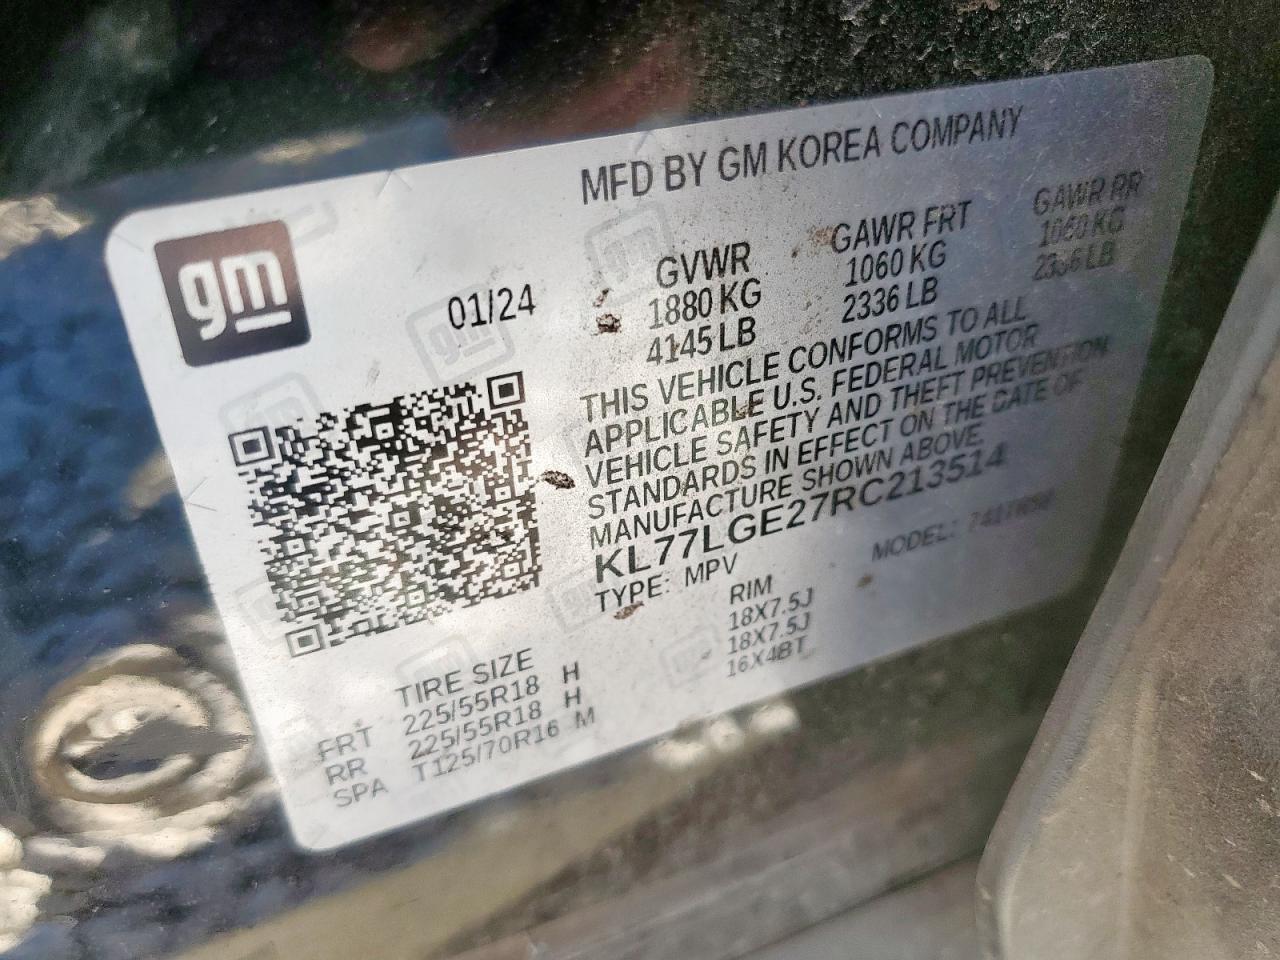 MFD BY GM KOREA COMPANY
gm
01/24
GVWR GAWR FRT GAWR RR
1880 KG 1060 KG 1060 KG
4145 LB 2336 LB 2336 LB
THIS VEHICLE CONFORMS TO ALL
APPLICABLE U.S. FEDERAL MOTOR
VEHICLE SAFETY AND THEFT PREVENTION
STANDARDS IN EFFECT ON THE DATE OF
MANUFACTURE SHOWN ABOVE
KL77LGE27RC213514
TYPE: MPV MODEL:
TIRE SIZE RIM
FRT 225/55R18 H 18X7.5J
RR 225/55R18 H 18X7.5J
SPA T125/70R16 M 16X4BT